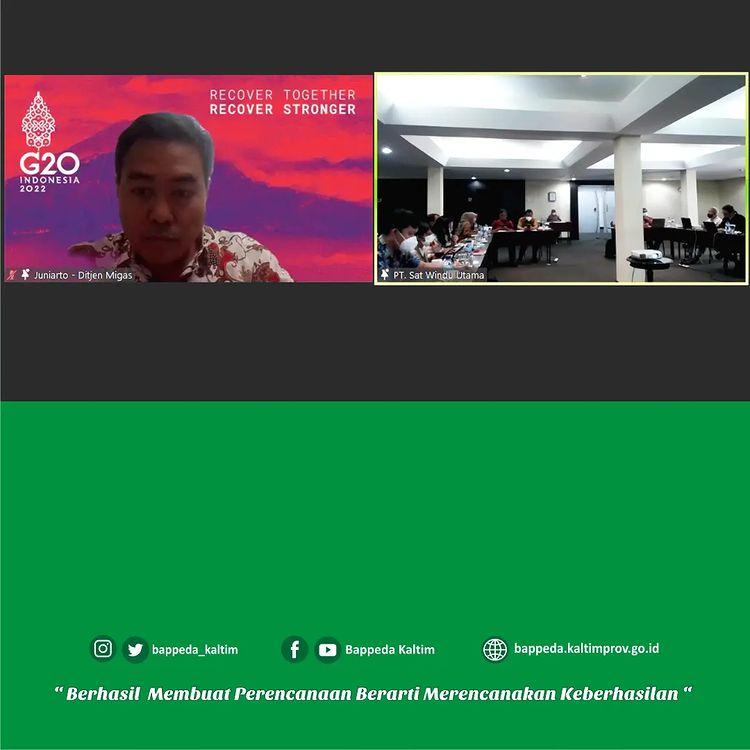 RECOVER TOGETHER
RECOVER STRONGER
G20
INDONESIA
2022
Juniarto - Ditjen Migas
PT. Sat Windu Utama
bappeda_kaltim
Bappeda Kaltim
bappeda.kaltimprov.go.id
“ Berhasil Membuat Perencanaan Berarti Merencanakan Keberhasilan “